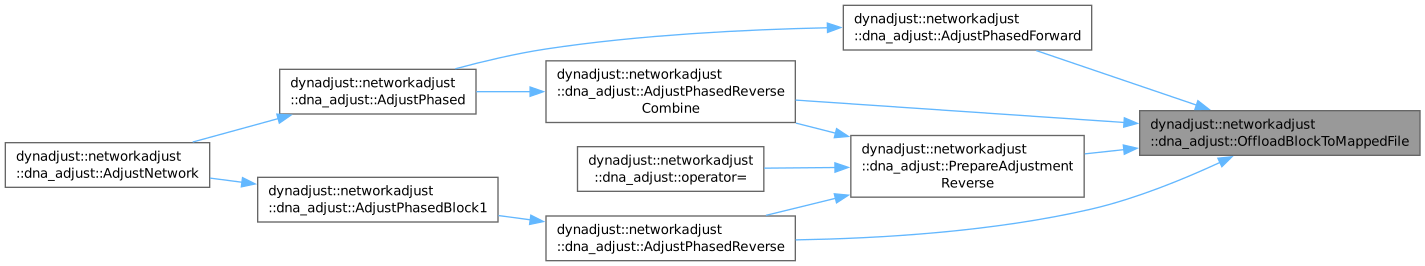 dynadjust::networkadjust
::dna_adjust::AdjustPhasedForward
dynadjust::networkadjust
::dna_adjust::AdjustPhased
dynadjust::networkadjust
::dna_adjust::AdjustPhasedReverse
Combine
dynadjust::networkadjust
::dna_adjust::OffloadBlockToMappedFile
dynadjust::networkadjust
::dna_adjust::AdjustNetwork
dynadjust::networkadjust
::dna_adjust::operator=
dynadjust::networkadjust
::dna_adjust::PrepareAdjustment
Reverse
dynadjust::networkadjust
::dna_adjust::AdjustPhasedBlock1
dynadjust::networkadjust
::dna_adjust::AdjustPhasedReverse